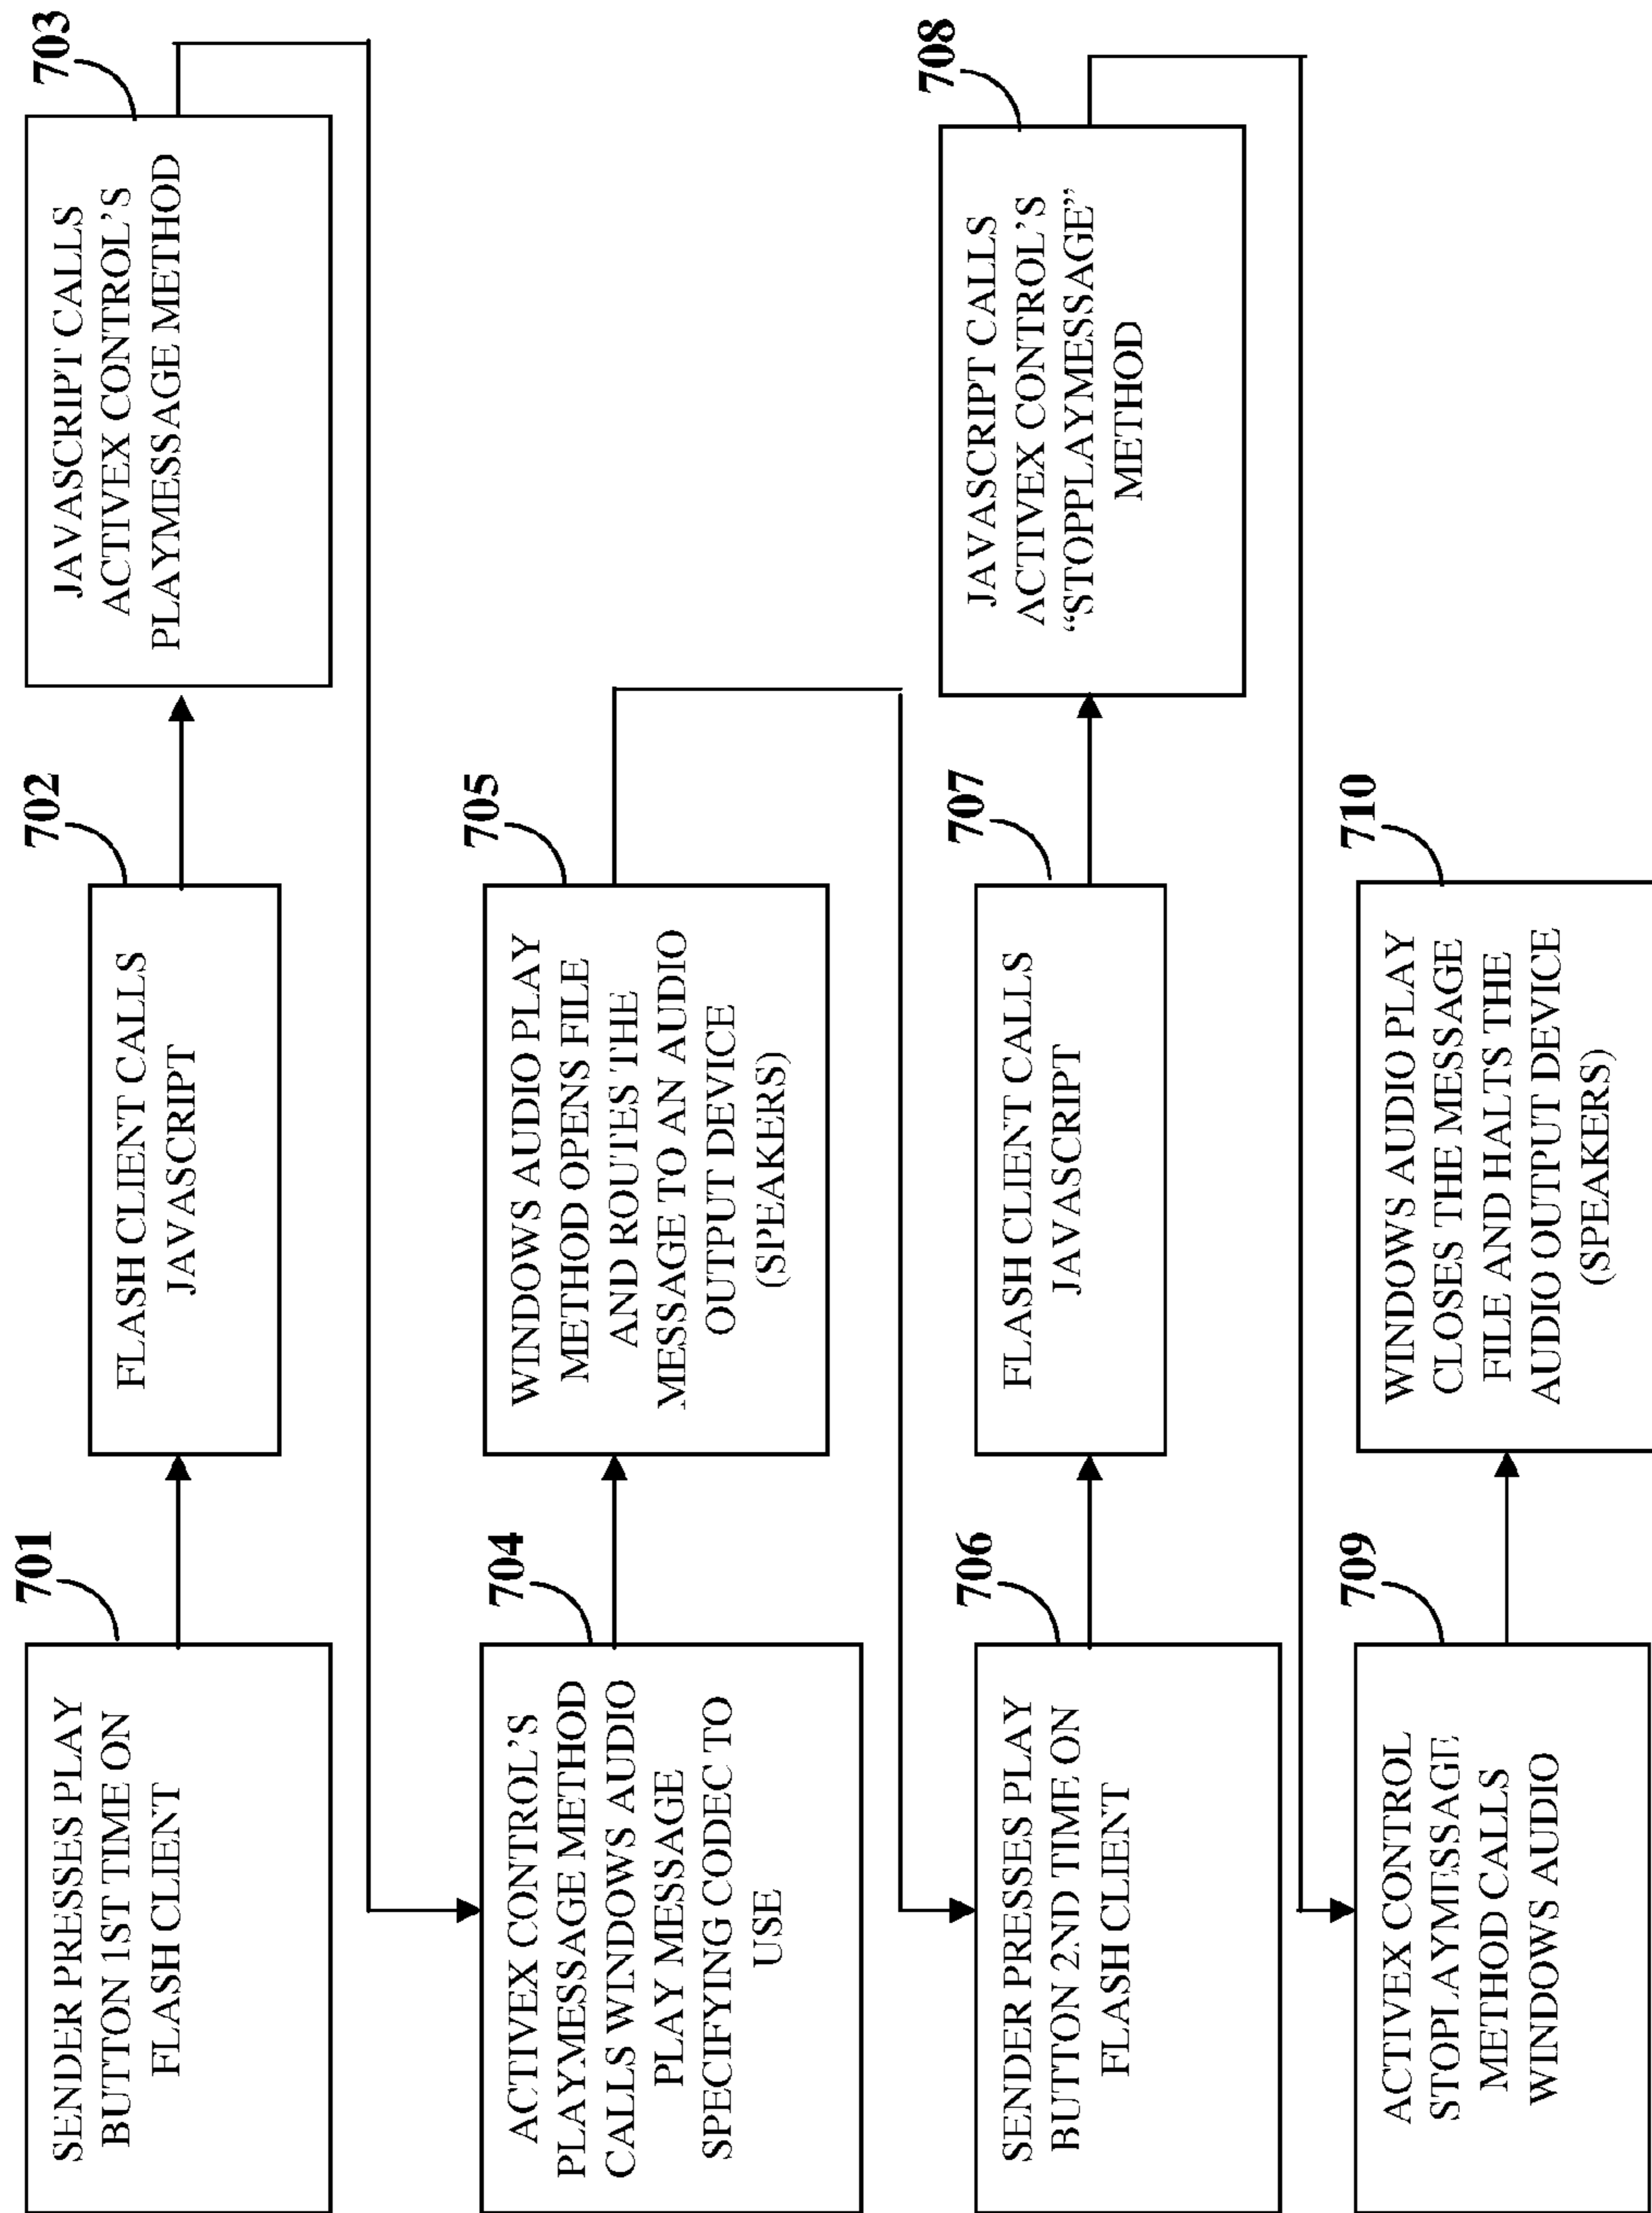 701
SENDER PRESSES PLAY
BUTTON 1ST TIME ON
FLASH CLIENT
702
FLASH CLIENT CALLS
JAVASCRIPT
703
JAVASCRIPT CALLS
ACTIVEX CONTROL'S
PLAYMESSAGE METHOD
704
ACTIVEX CONTROL'S
PLAYMESSAGE METHOD
CALLS WINDOWS AUDIO
PLAY MESSAGE
SPECIFYING CODEC TO
USE
705
WINDOWS AUDIO PLAY
METHOD OPENS FILE
AND ROUTES THE
MESSAGE TO AN AUDIO
OUTPUT DEVICE
(SPEAKERS)
706
SENDER PRESSES PLAY
BUTTON 2ND TIME ON
FLASH CLIENT
707
FLASH CLIENT CALLS
JAVASCRIPT
708
JAVASCRIPT CALLS
ACTIVEX CONTROL'S
“STOPPLAYMESSAGE”
METHOD
709
ACTIVEX CONTROL
STOPLAYMESSAGE
METHOD CALLS
WINDOWS AUDIO
710
WINDOWS AUDIO PLAY
CLOSES THE MESSAGE
FILE AND HALTS THE
AUDIO OUTPUT DEVICE
(SPEAKERS)